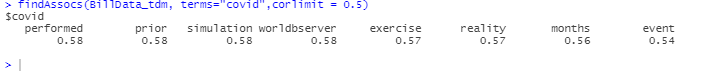 > findAssocs(BillData_tdm, terms="covid",corlimit = 0.5)
$covid
performed prior simulation worldbserver exercise reality months event
0.58 0.58 0.58 0.58 0.57 0.57 0.56 0.54
>